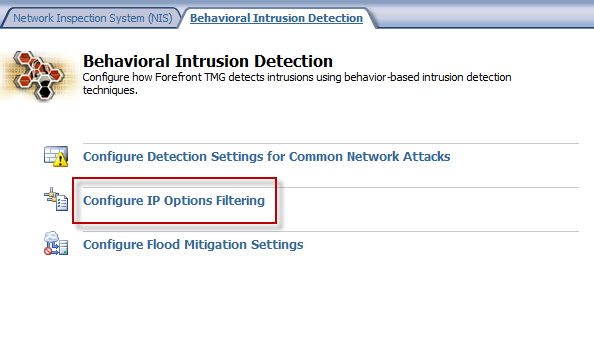 Network Inspection System (NIS)
Behavioral Intrusion Detection
Behavioral Intrusion Detection
Configure how Forefront TMG detects intrusions using behavior-based intrusion detection
techniques.
Configure Detection Settings for Common Network Attacks
Configure IP Options Filtering
Configure Flood Mitigation Settings